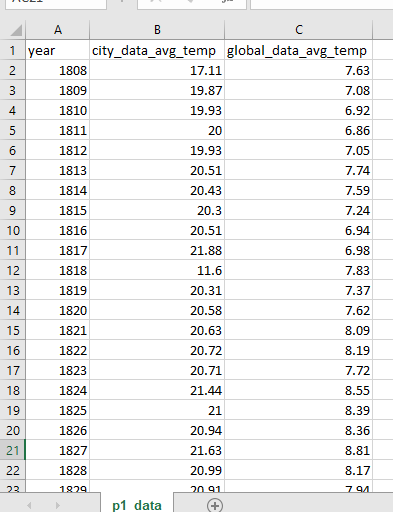 A B C
1 year city_data_avg_temp global_data_avg_temp
2 1808 17.11 7.63
3 1809 19.87 7.08
4 1810 19.93 6.92
5 1811 20 6.86
6 1812 19.93 7.05
7 1813 20.51 7.74
8 1814 20.43 7.59
9 1815 20.3 7.24
10 1816 20.51 6.94
11 1817 21.88 6.98
12 1818 11.6 7.83
13 1819 20.31 7.37
14 1820 20.58 7.62
15 1821 20.63 8.09
16 1822 20.72 8.19
17 1823 20.71 7.72
18 1824 21.44 8.55
19 1825 21 8.39
20 1826 20.94 8.36
21 1827 21.63 8.81
22 1828 20.99 8.17
23 1829 20.91 7.94
p1_data